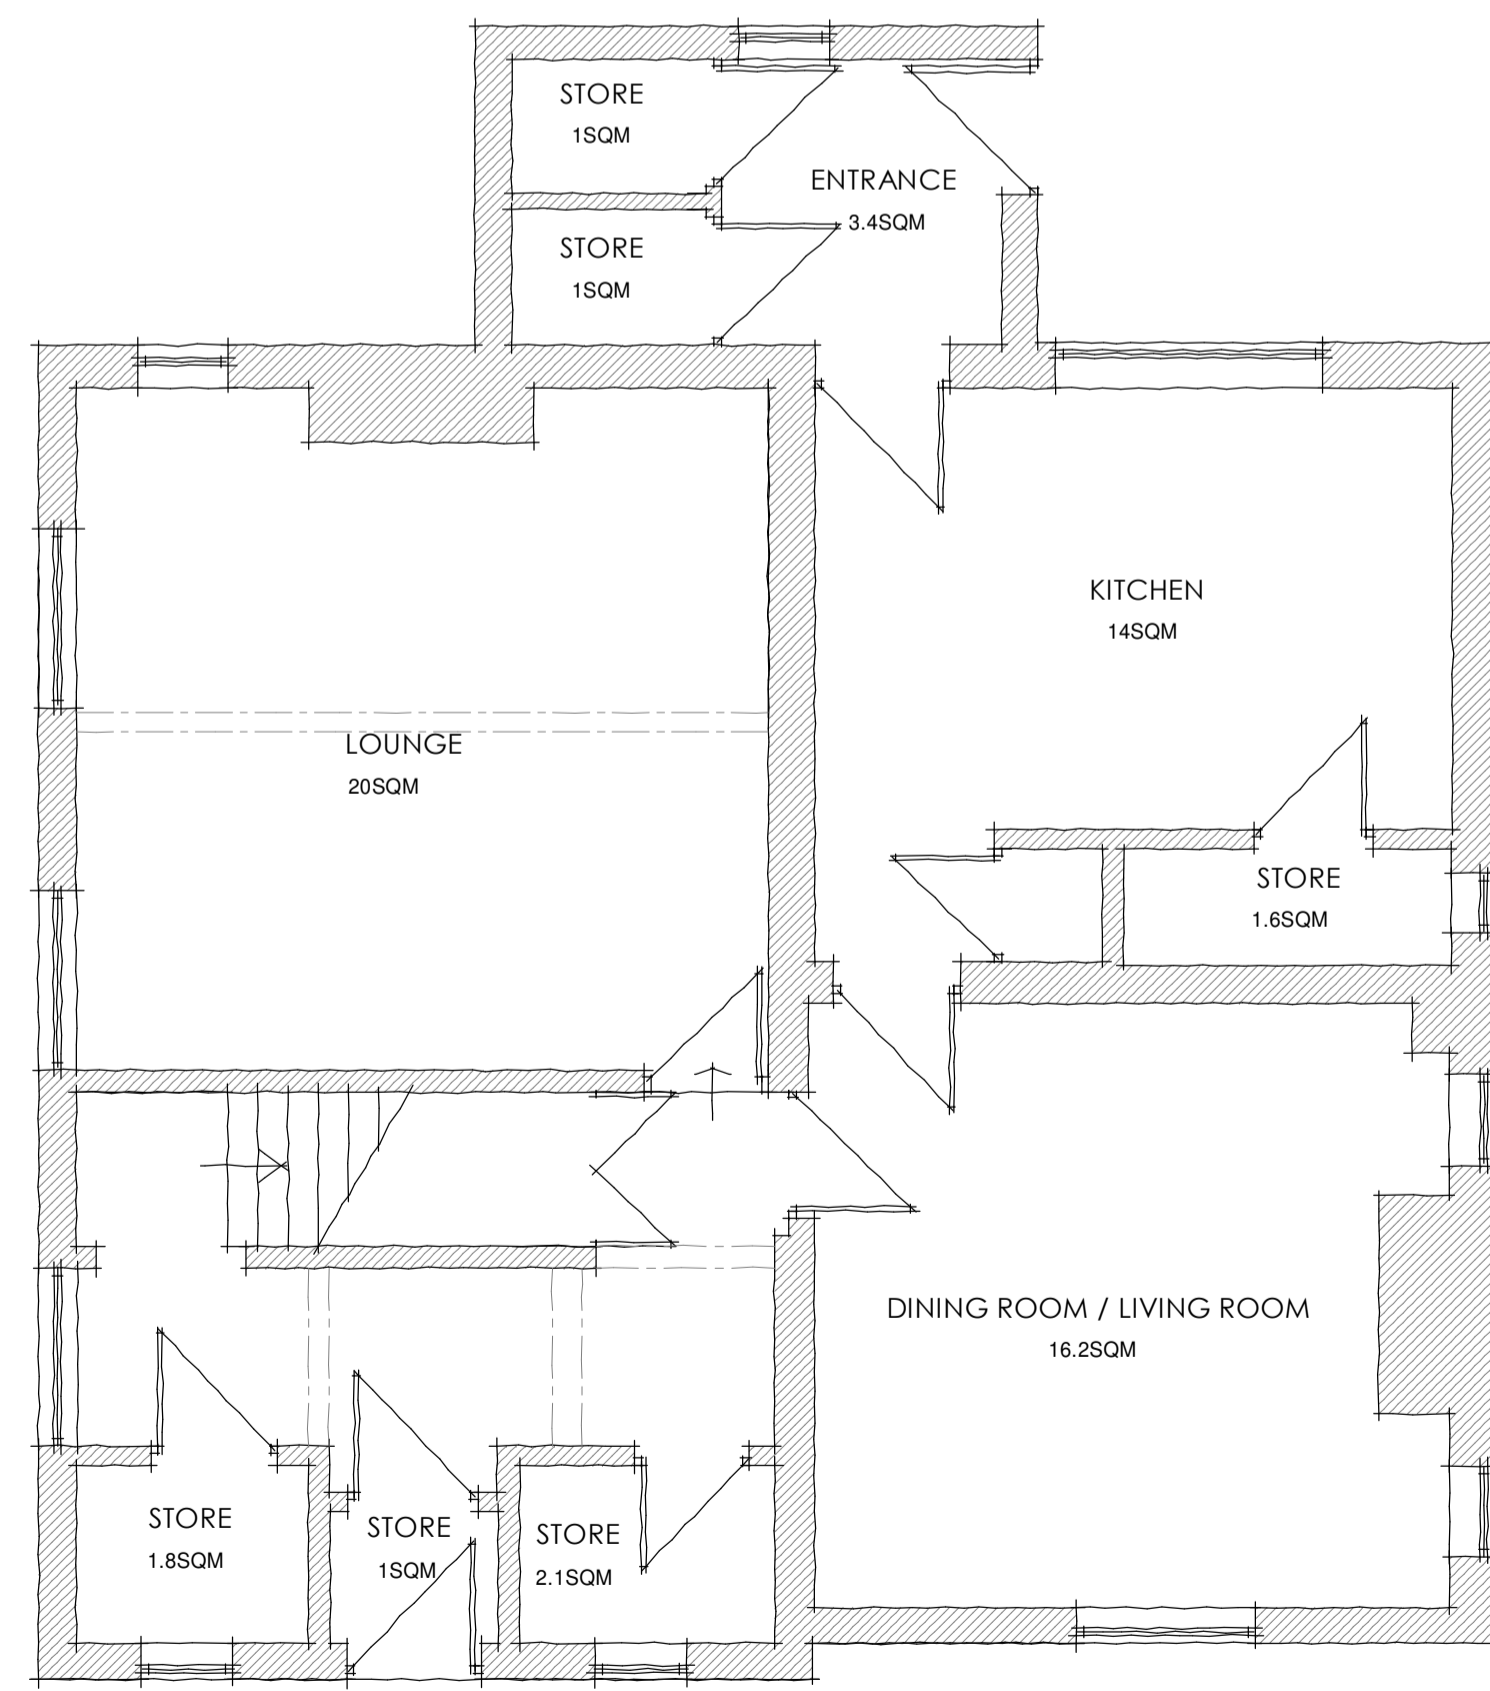 STORE
1SQM
ENTRANCE
3.4SQM
STORE
1SQM
KITCHEN
14SQM
LOUNGE
20SQM
STORE
1.6SQM
DINING ROOM / LIVING ROOM
16.2SQM
STORE
1.8SQM
STORE
1SQM
STORE
2.1SQM